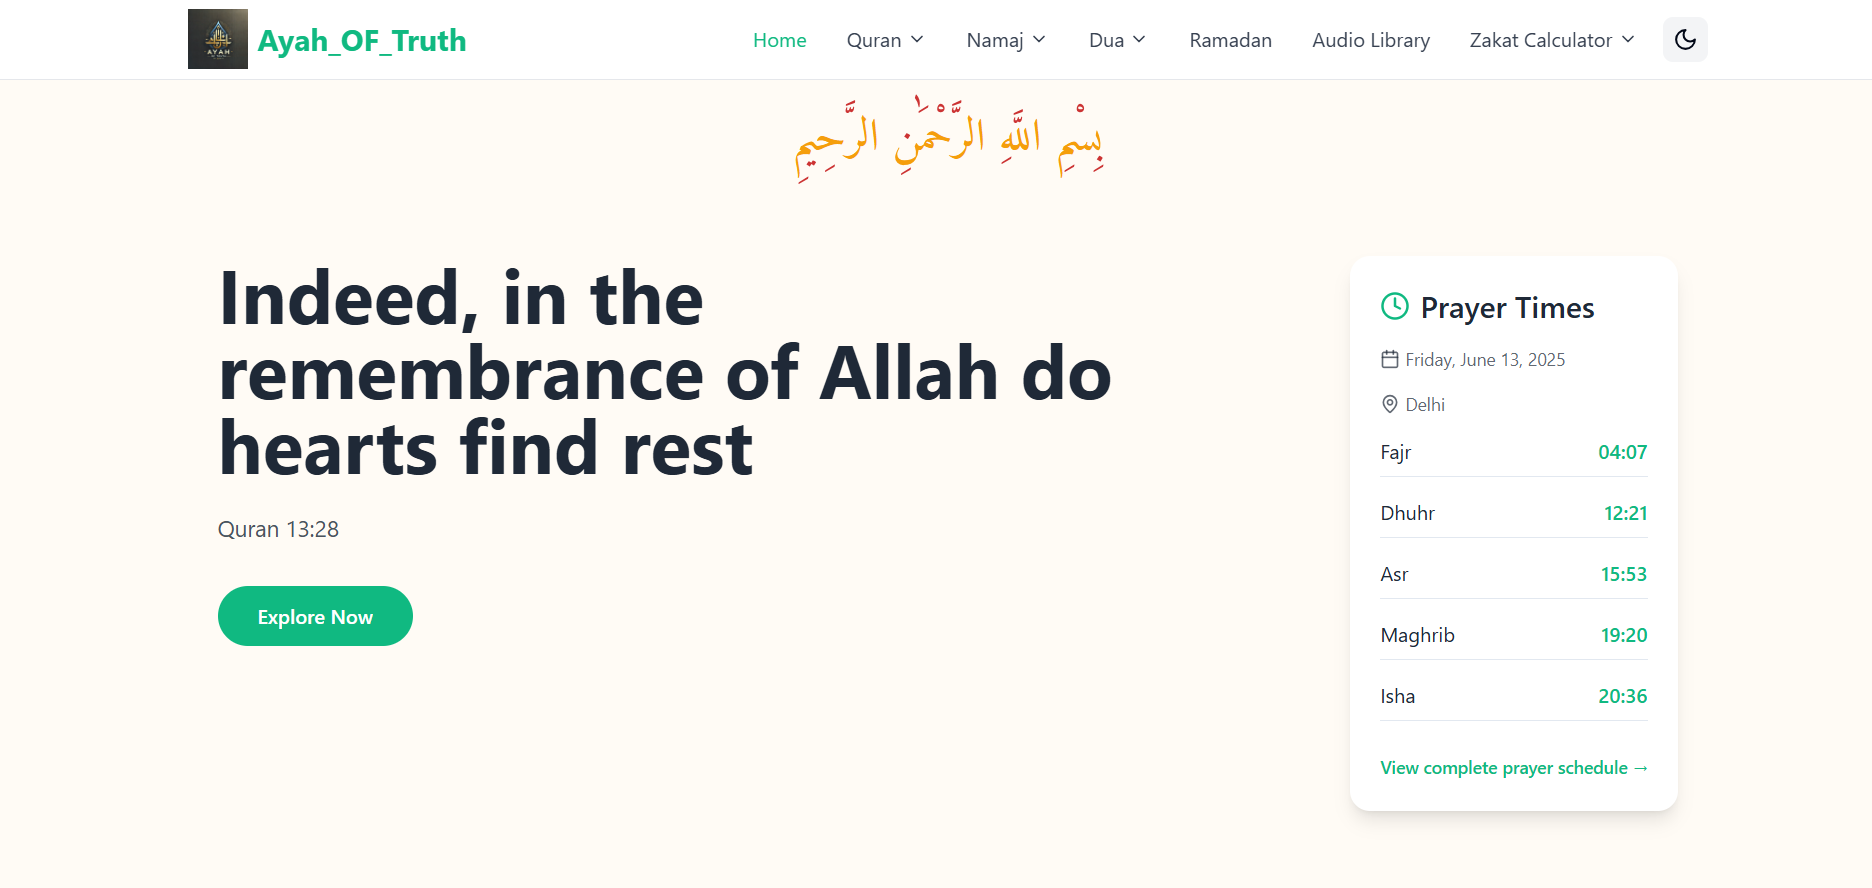 AYAH
Ayah_OF_Truth
Home
Quran
Namaj
Dua
Ramadan
Audio Library
Zakat Calculator
بِسْمِ اللَّهِ الرَّحْمَٰنِ الرَّحِيمِ
Indeed, in the
remembrance of Allah do
hearts find rest
Quran 13:28
Explore Now
Prayer Times
Friday, June 13, 2025
Delhi
Fajr 04:07
Dhuhr 12:21
Asr 15:53
Maghrib 19:20
Isha 20:36
View complete prayer schedule →